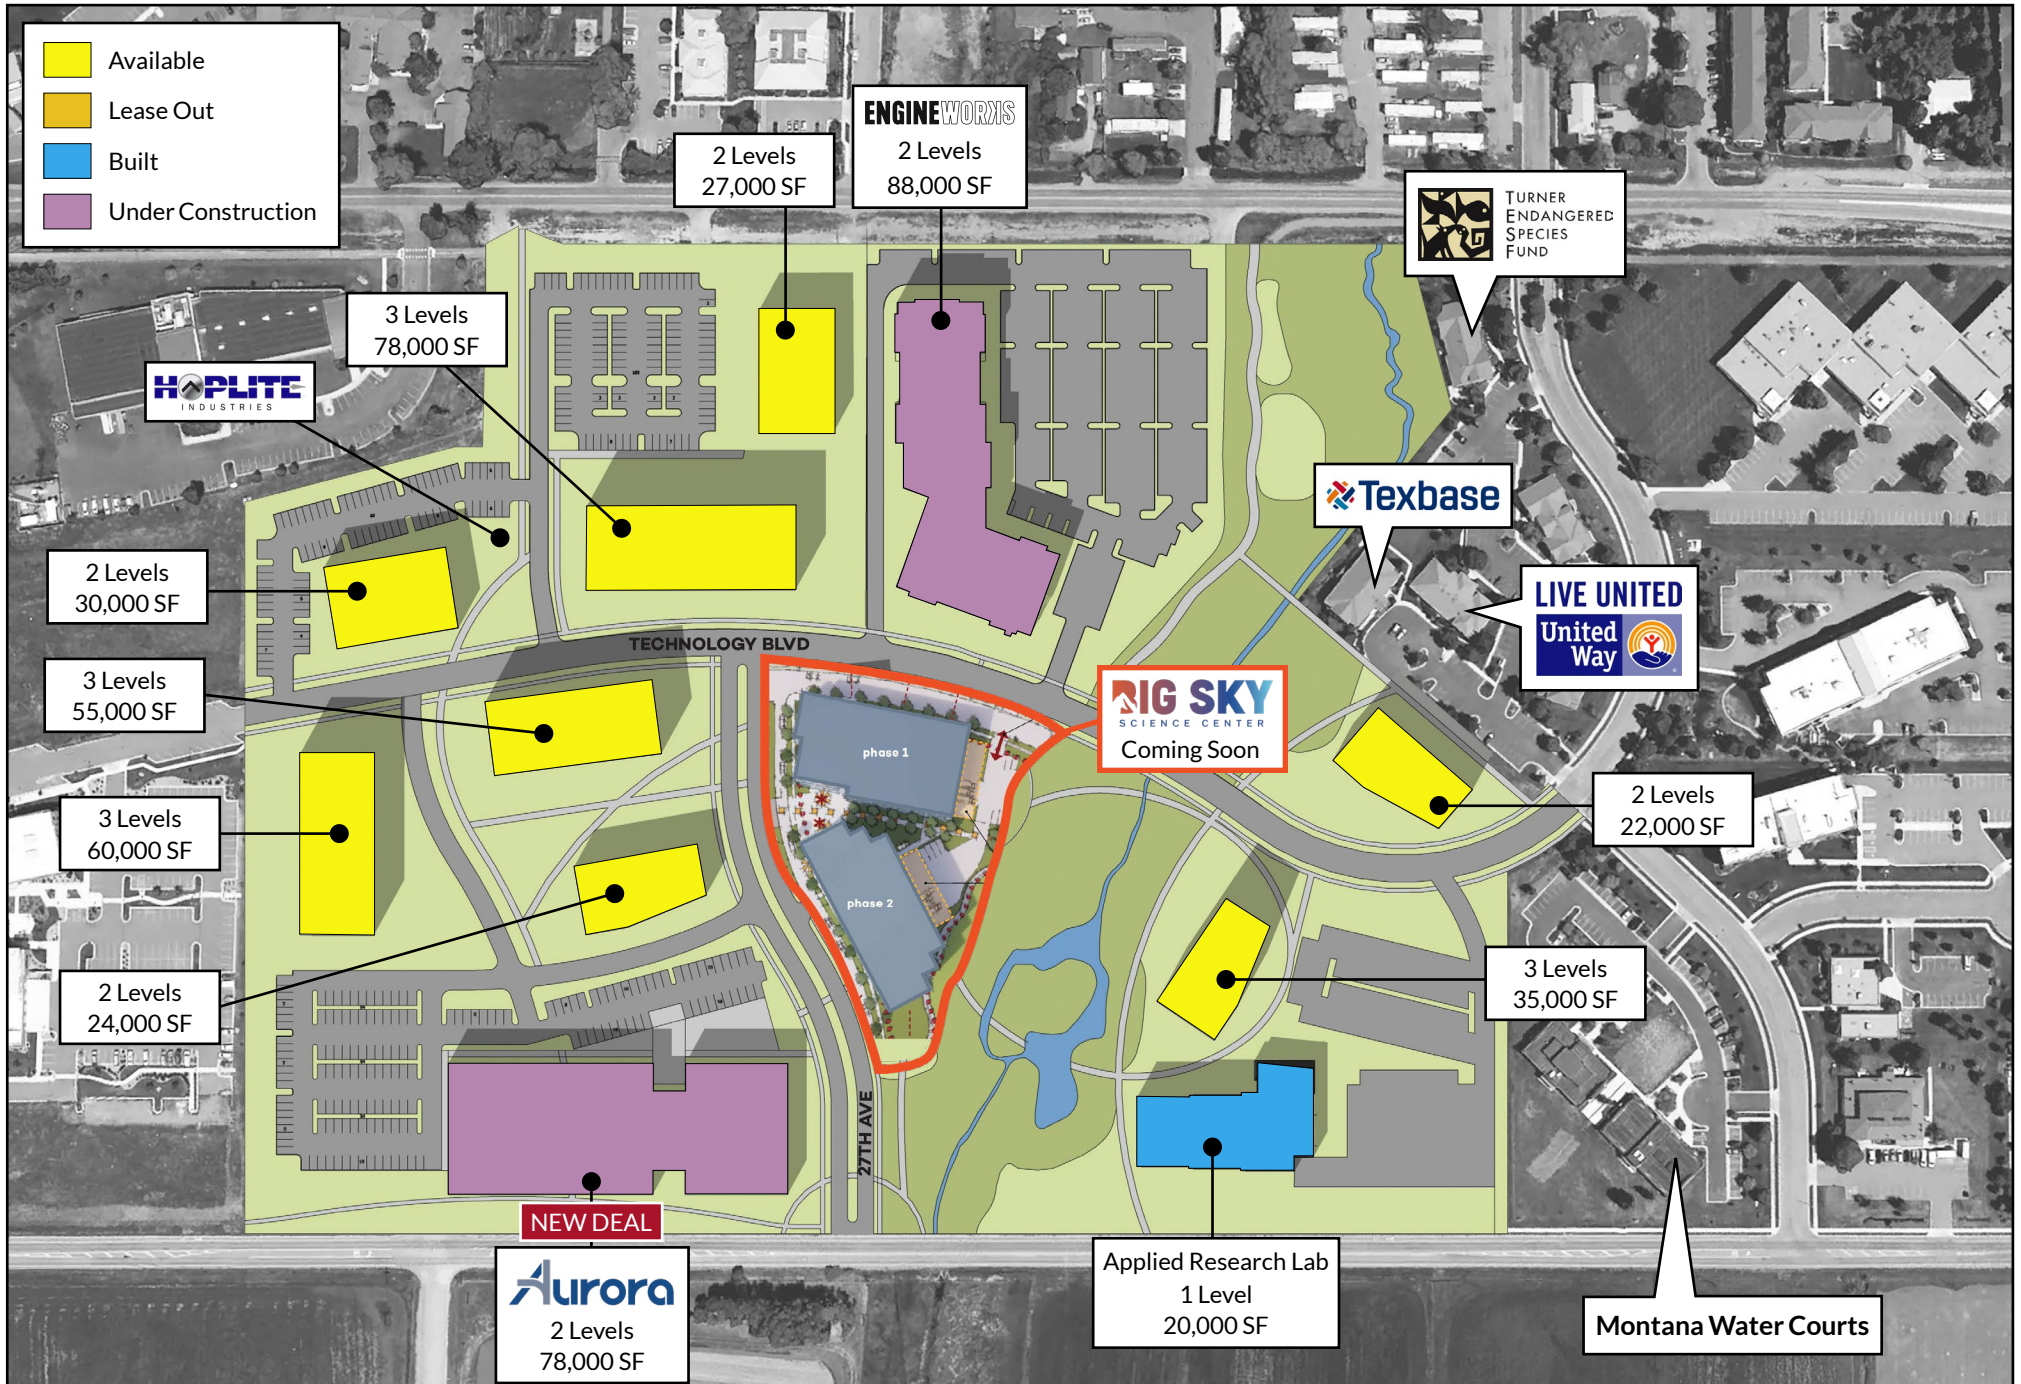 Available
Lease Out
Built
Under Construction
2 Levels
27,000 SF
ENGINEWORKS
2 Levels
88,000 SF
TURNER
ENDANGERED
SPECIES
FUND
3 Levels
78,000 SF
HOPLITE
INDUSTRIES
Texbase
2 Levels
30,000 SF
LIVE UNITED
United
Way
TECHNOLOGY BLVD
3 Levels
55,000 SF
BIG SKY
SCIENCE CENTER
Coming Soon
phase 1
2 Levels
22,000 SF
3 Levels
60,000 SF
phase 2
2 Levels
24,000 SF
3 Levels
35,000 SF
27TH AVE
NEW DEAL
Aurora
2 Levels
78,000 SF
Applied Research Lab
1 Level
20,000 SF
Montana Water Courts